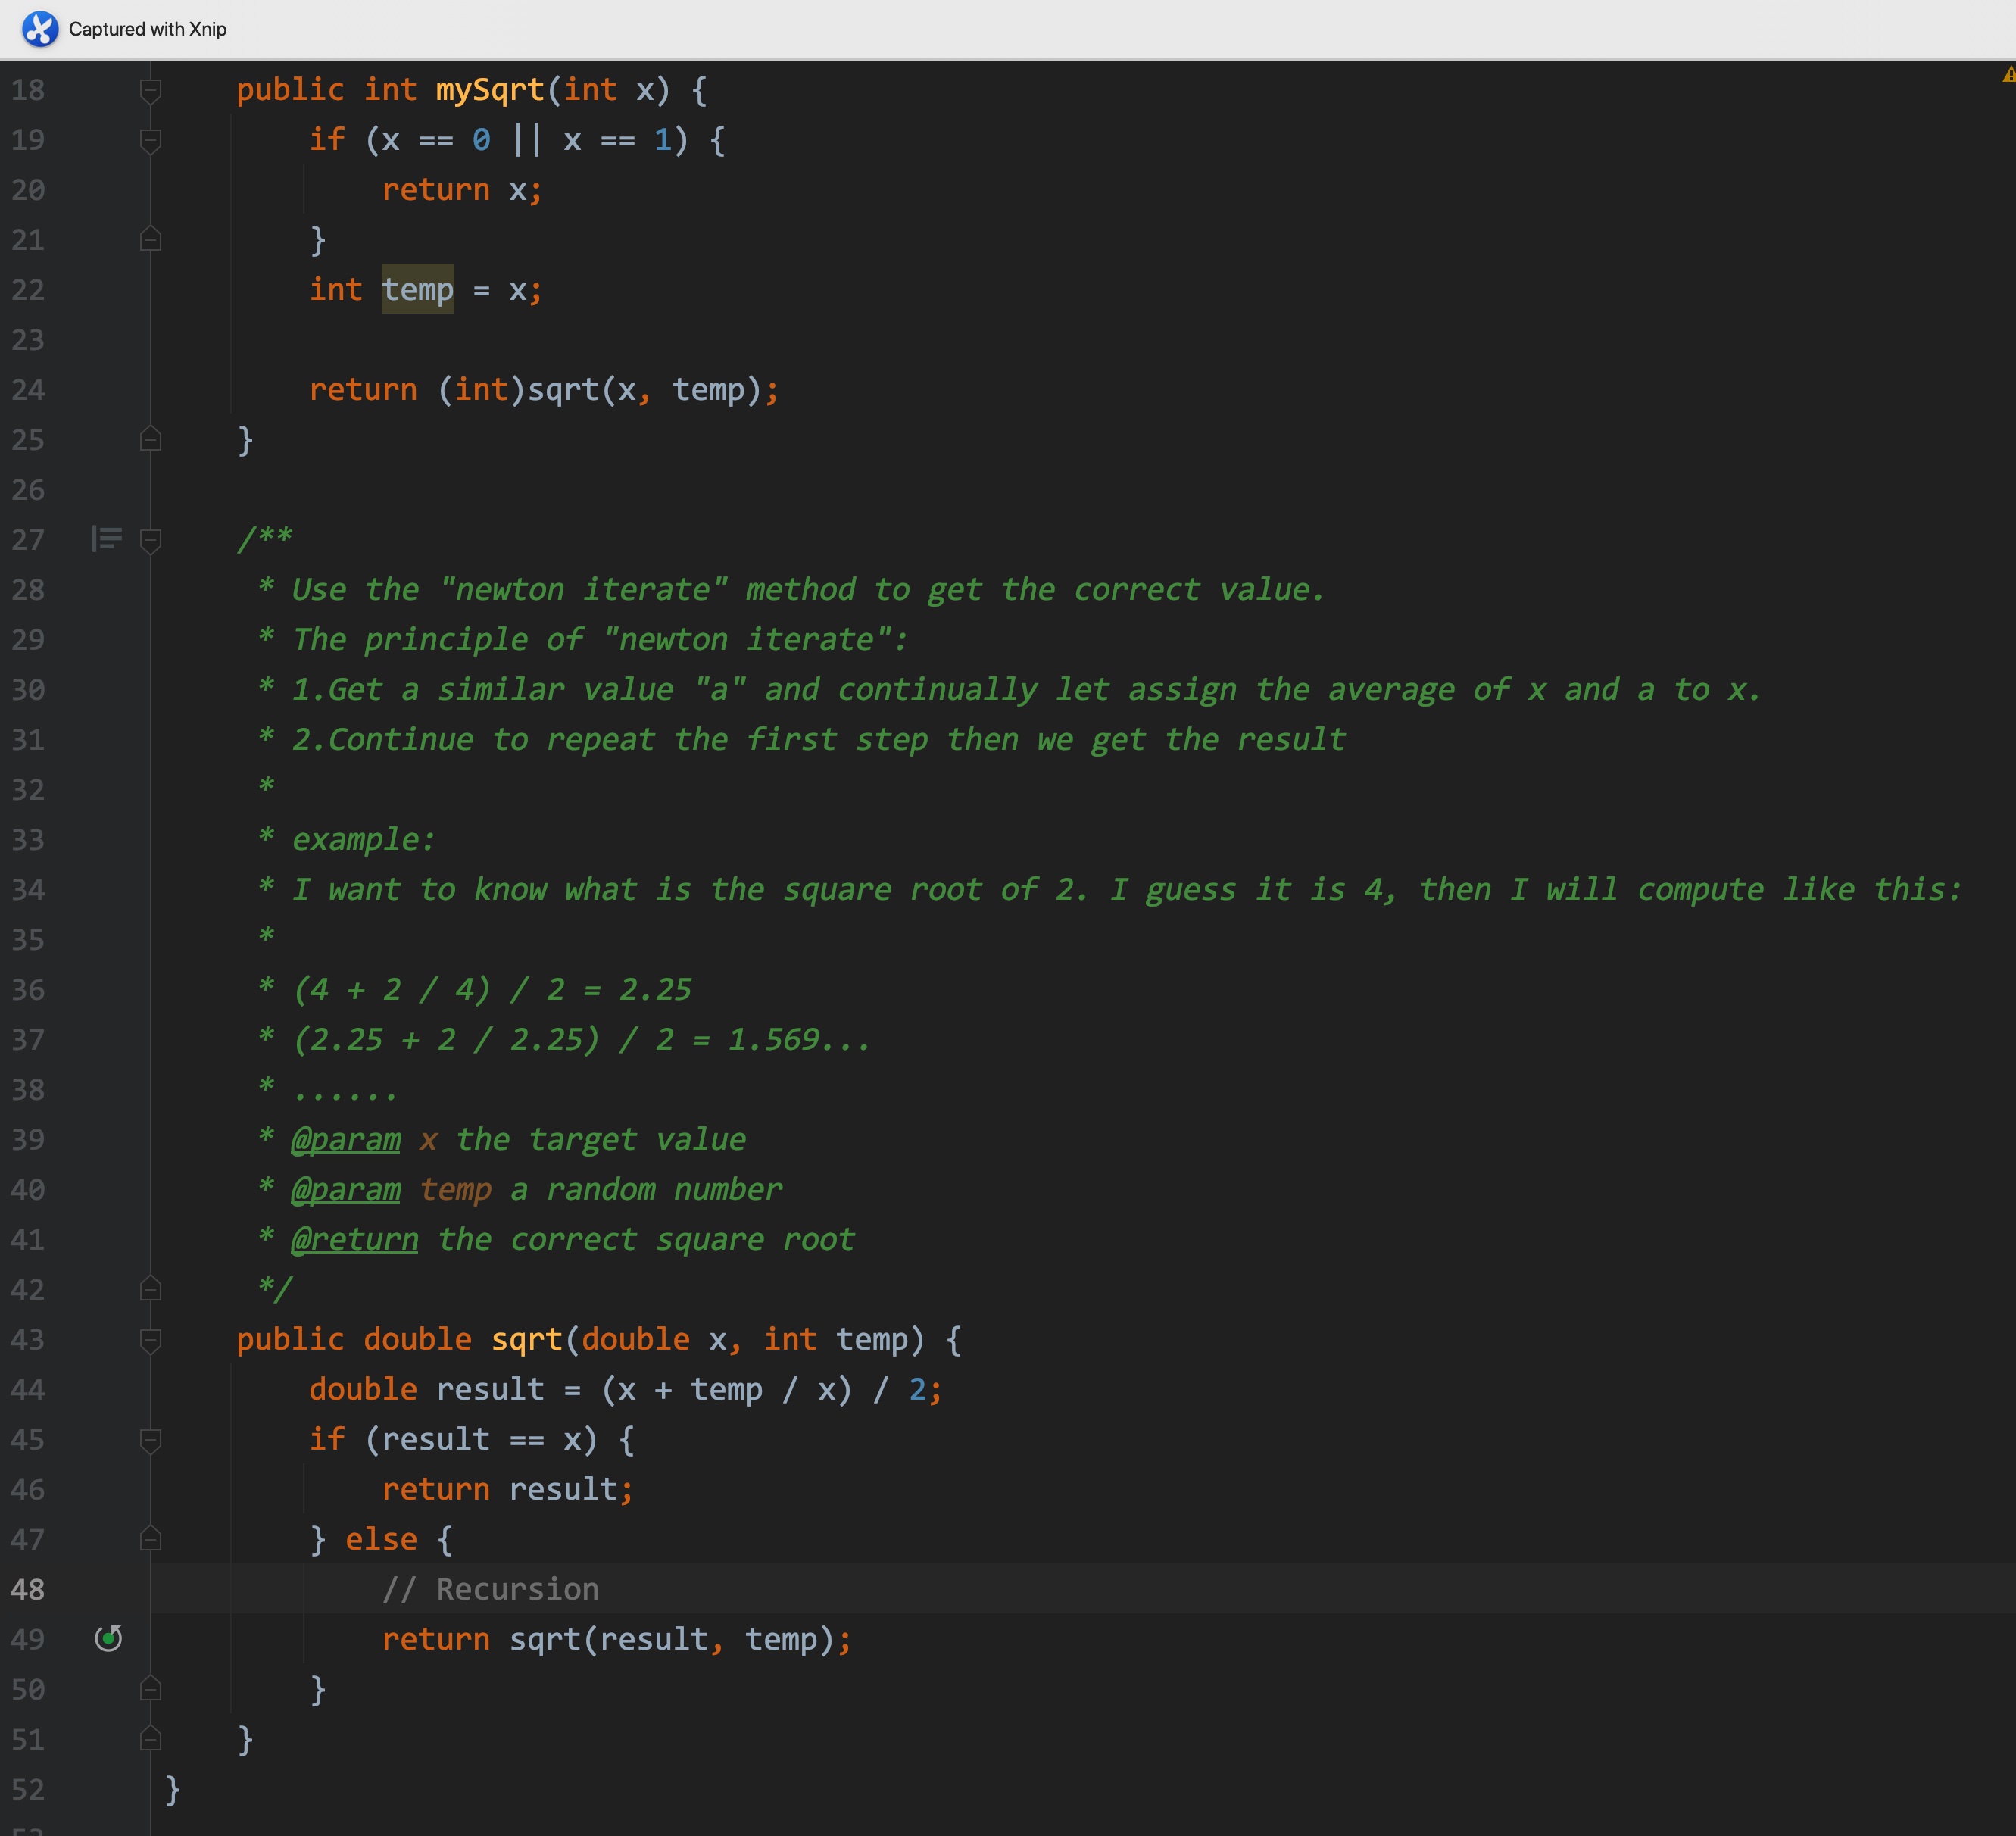 Captured with Xnip
18 public int mySqrt(int x) {
19 if (x == 0 || x == 1) {
20 return x;
21 }
22 int temp = x;
23
24 return (int)sqrt(x, temp);
25 }
26
27 /**
28 * Use the "newton iterate" method to get the correct value.
29 * The principle of "newton iterate":
30 * 1.Get a similar value "a" and continually let assign the average of x and a to x.
31 * 2.Continue to repeat the first step then we get the result
32 *
33 * example:
34 * I want to know what is the square root of 2. I guess it is 4, then I will compute like this:
35 *
36 * (4 + 2 / 4) / 2 = 2.25
37 * (2.25 + 2 / 2.25) / 2 = 1.569...
38 * ......
39 * @param x the target value
40 * @param temp a random number
41 * @return the correct square root
42 */
43 public double sqrt(double x, int temp) {
44 double result = (x + temp / x) / 2;
45 if (result == x) {
46 return result;
47 } else {
48 // Recursion
49 return sqrt(result, temp);
50 }
51 }
52 }